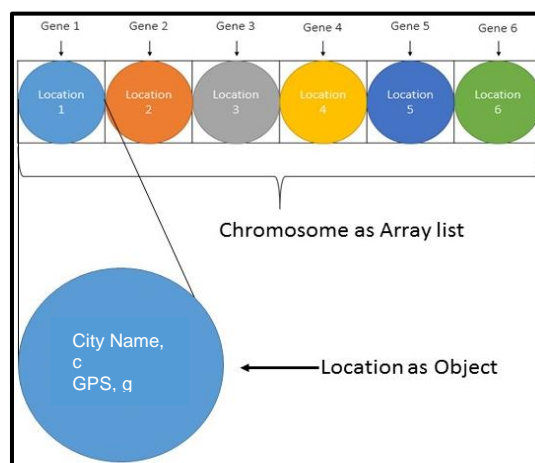 Gene 1 Gene 2 Gene 3 Gene 4 Gene 5 Gene 6
Location Location Location Location Location Location
1 2 3 4 5 6
Chromosome as Array list
City Name,
c
GPS, g
Location as Object